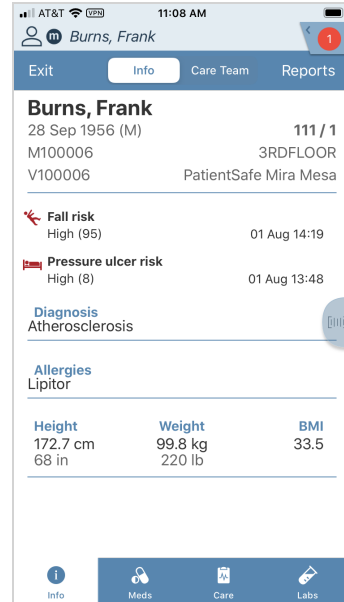 AT&T VPN 11:08 AM
m Burns, Frank
1
Exit Info Care Team Reports
Burns, Frank
28 Sep 1956 (M) 111 / 1
M100006 3RDFLOOR
V100006 PatientSafe Mira Mesa
Fall risk
High (95) 01 Aug 14:19
Pressure ulcer risk
High (8) 01 Aug 13:48
Diagnosis
Atherosclerosis
Allergies
Lipitor
Height Weight BMI
172.7 cm 99.8 kg 33.5
68 in 220 lb
Info Meds Care Labs